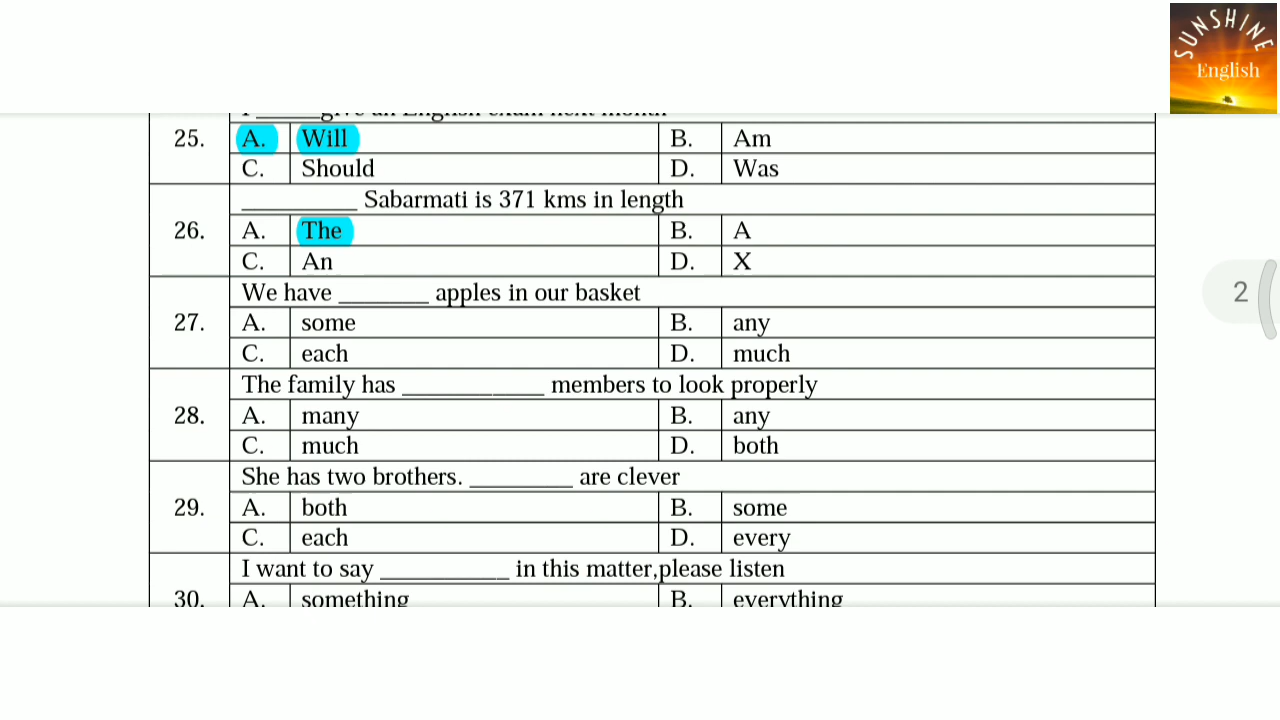 SUNSHINE
English
25. A. Will B. Am
C. Should D. Was
__________ Sabarmati is 371 kms in length
26. A. The B. A
C. An D. X
We have ________ apples in our basket
27. A. some B. any
C. each D. much
The family has ____________ members to look properly
28. A. many B. any
C. much D. both
She has two brothers. _________ are clever
29. A. both B. some
C. each D. every
I want to say ___________ in this matter,please listen
30. A. something B. everything
2